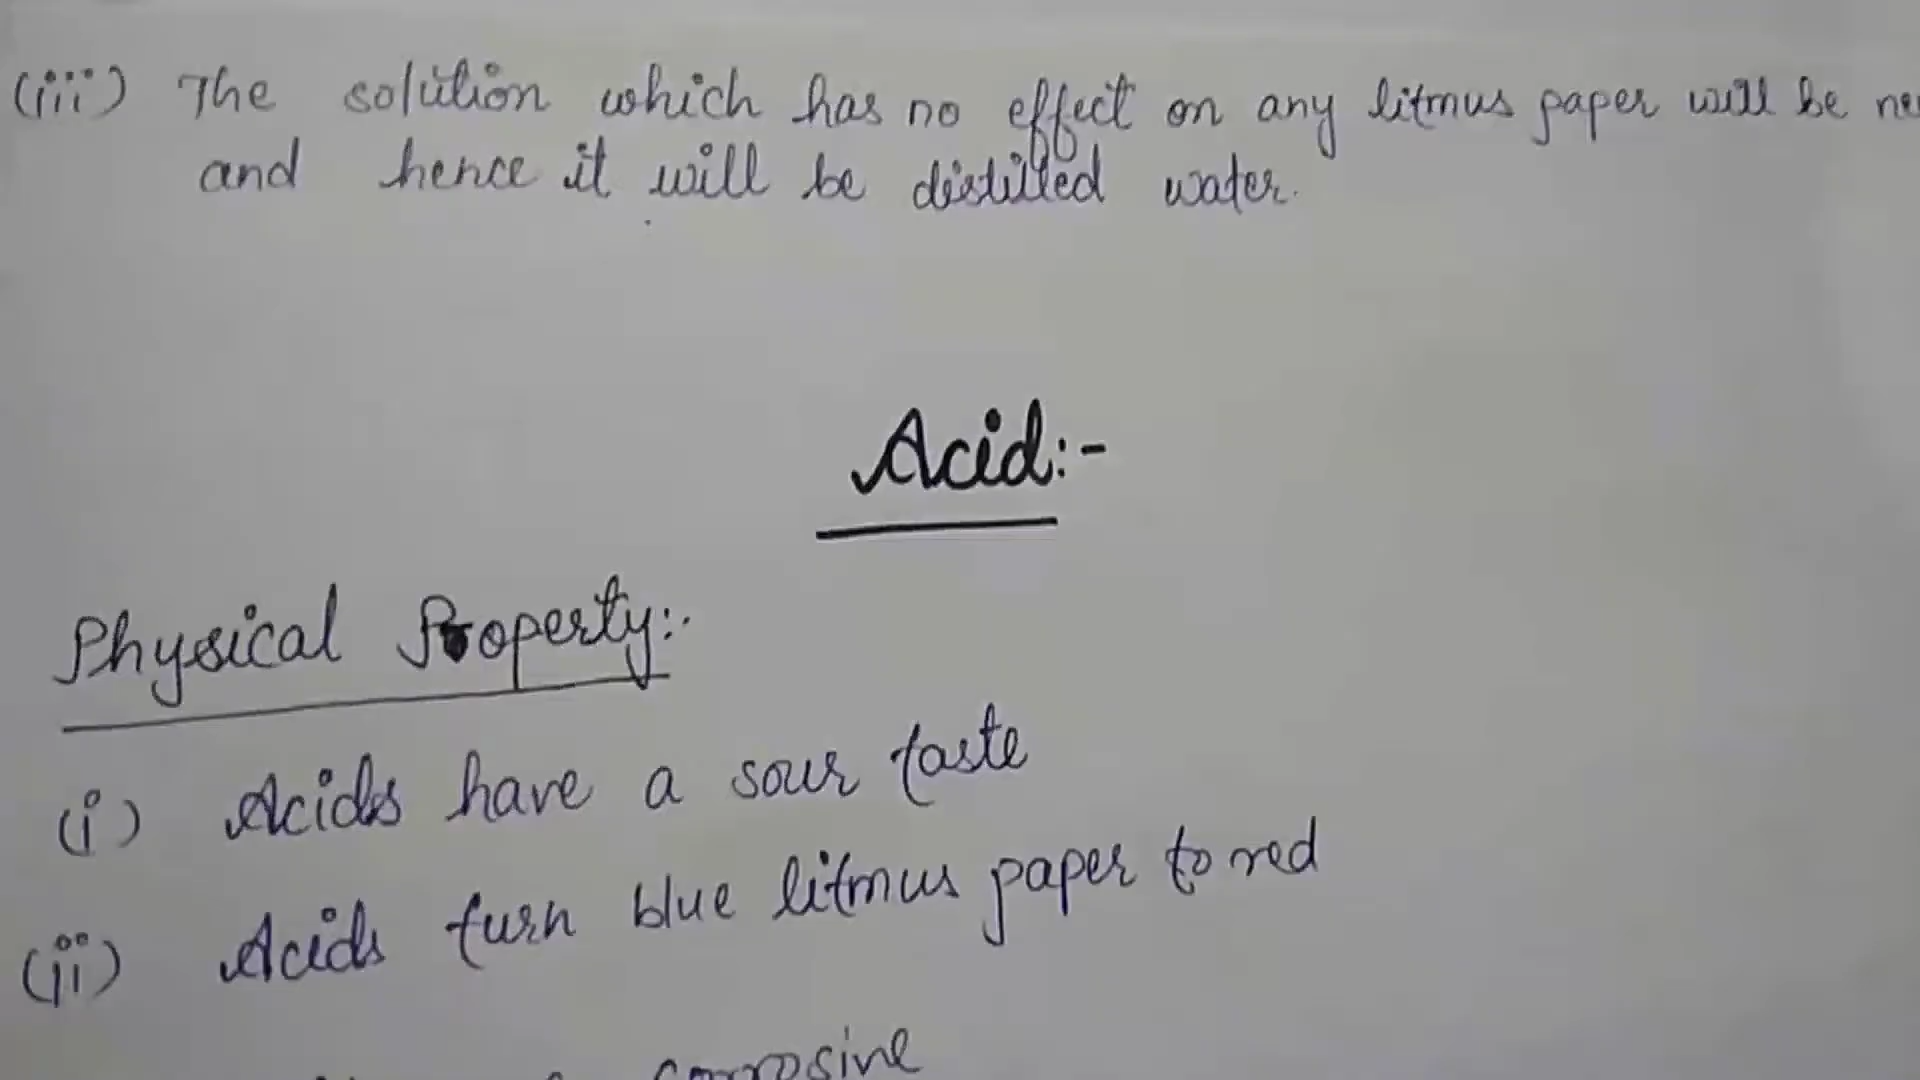 (iii) The solution which has no effect on any litmus paper will be
and hence it will be distilled water.
Acid:-
Physical Property:-
(i) Acids have a sour taste
(ii) Acids turn blue litmus paper to red
corrosive